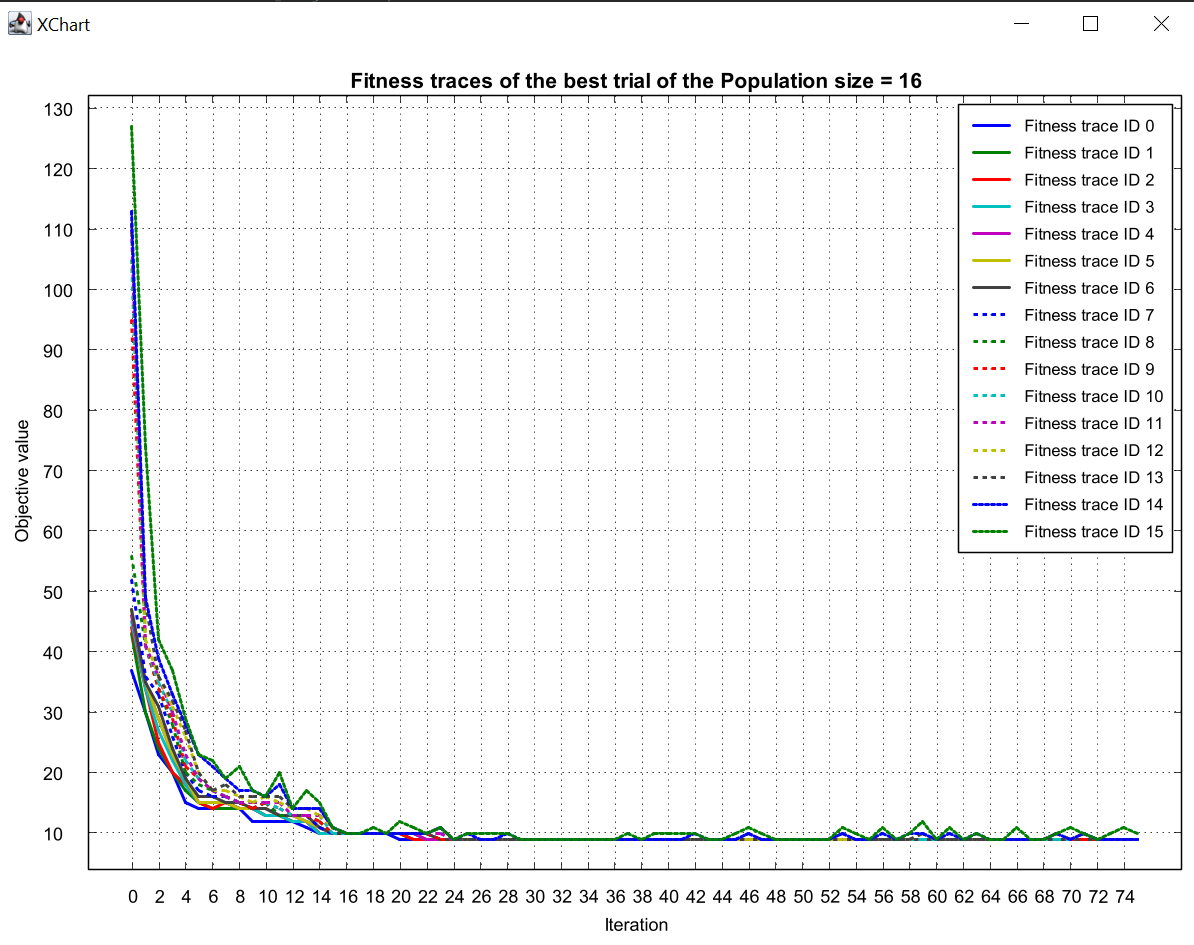 XChart
Fitness traces of the best trial of the Population size = 16
130
120
110
100
90
80
70
60
50
40
30
20
10
Objective value
Fitness trace ID 0
Fitness trace ID 1
Fitness trace ID 2
Fitness trace ID 3
Fitness trace ID 4
Fitness trace ID 5
Fitness trace ID 6
Fitness trace ID 7
Fitness trace ID 8
Fitness trace ID 9
Fitness trace ID 10
Fitness trace ID 11
Fitness trace ID 12
Fitness trace ID 13
Fitness trace ID 14
Fitness trace ID 15
0 2 4 6 8 10 12 14 16 18 20 22 24 26 28 30 32 34 36 38 40 42 44 46 48 50 52 54 56 58 60 62 64 66 68 70 72 74
Iteration